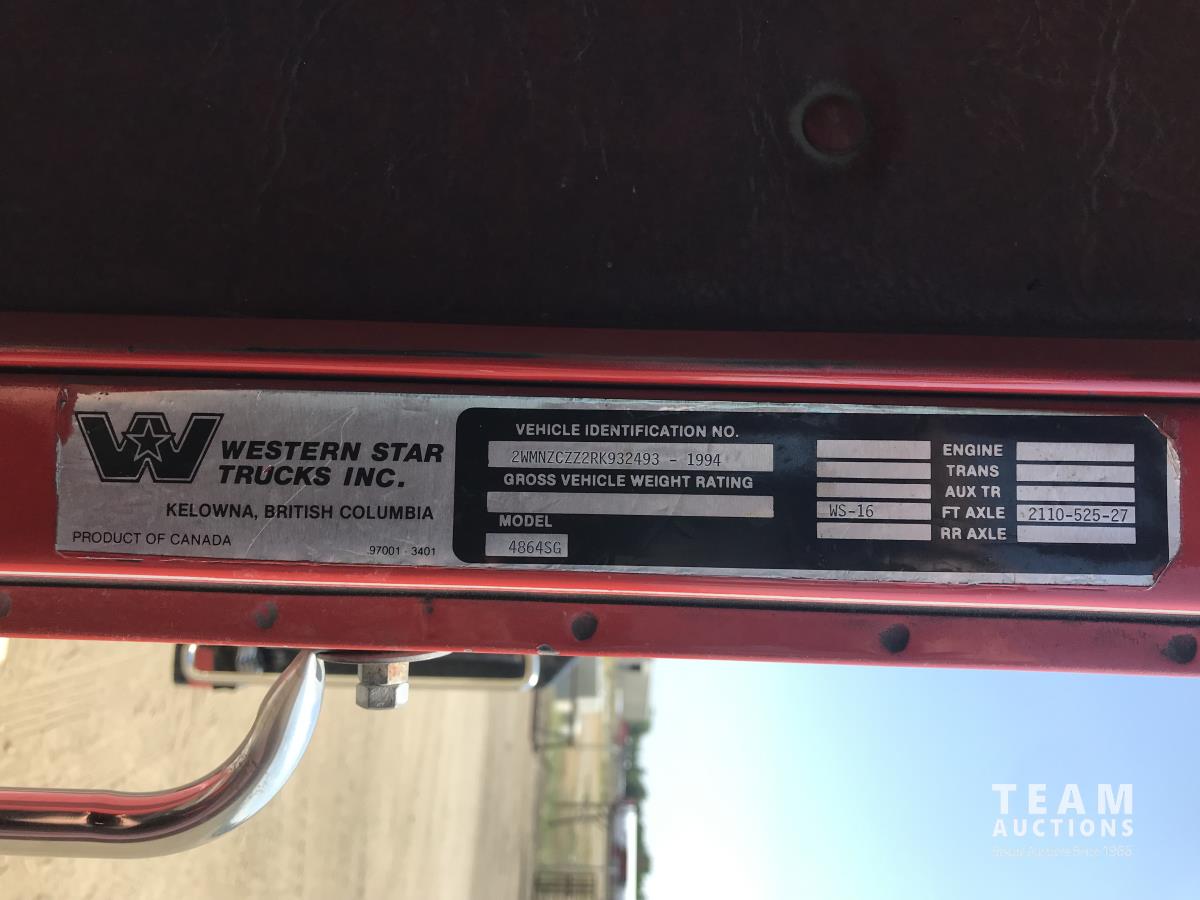 WESTERN STAR
TRUCKS INC.
KELOWNA, BRITISH COLUMBIA
PRODUCT OF CANADA
97001 - 3401
VEHICLE IDENTIFICATION NO.
2WMNZCZZ2RK932493 - 1994
GROSS VEHICLE WEIGHT RATING
MODEL
4864SG
ENGINE
TRANS
AUX TR
WS-16 FT AXLE 2110-525-27
RR AXLE
TEAM
AUCTIONS
Since 1965